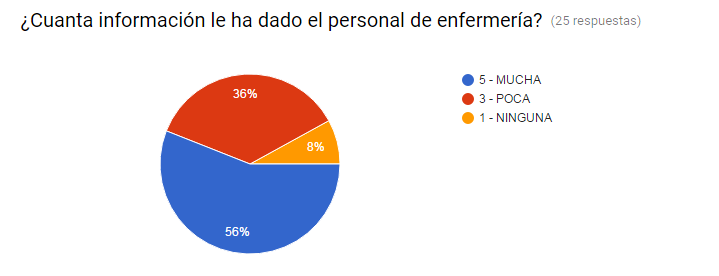 ¿Cuanta información le ha dado el personal de enfermería? (25 respuestas)
36%
5 - MUCHA
3 - POCA
1 - NINGUNA
8%
56%